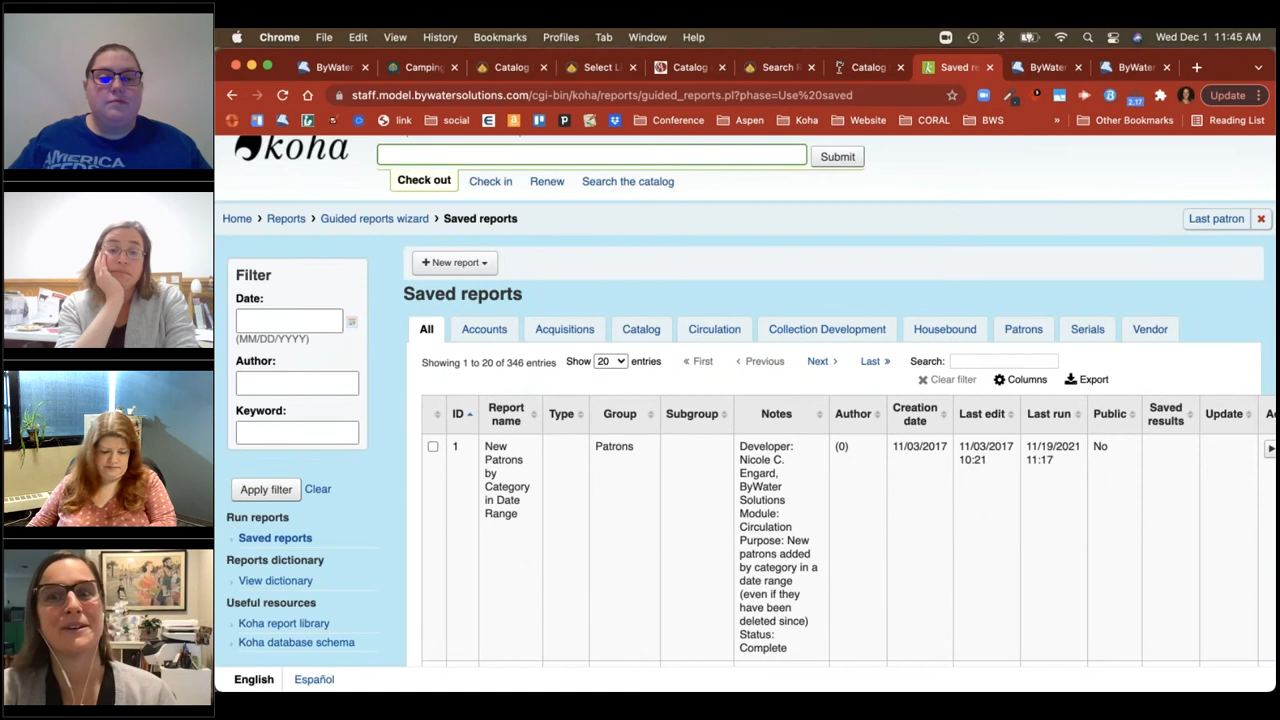 Chrome File Edit View History Bookmarks Profiles Tab Window Help Wed Dec 1 11:45 AM
ByWater Camping Catalog Select Li Catalog Search R Catalog Saved re ByWater ByWater
staff.model.bywatersolutions.com/cgi-bin/koha/reports/guided_reports.pl?phase=Use%20saved 2.17 Update
link social Conference Aspen Koha Website CORAL BWS » Other Bookmarks Reading List
koha Submit
Check out Check in Renew Search the catalog
Home › Reports › Guided reports wizard › Saved reports Last patron
AMERICA
Filter
Date:
(MM/DD/YYYY)
Author:
Keyword:
Apply filter Clear
Run reports
Saved reports
Reports dictionary
View dictionary
Useful resources
Koha report library
Koha database schema
+ New report
Saved reports
All Accounts Acquisitions Catalog Circulation Collection Development Housebound Patrons Serials Vendor
Showing 1 to 20 of 346 entries Show 20 entries « First ‹ Previous Next › Last » Search:
Clear filter Columns Export
ID Report name Type Group Subgroup Notes Author Creation date Last edit Last run Public Saved results Update
1 New Patrons 11/03/2017 11/03/2017 11/19/2021 No
Patrons Developer: (0) 10:21 11:17
by Nicole C.
Category Engard,
in Date ByWater
Range Solutions
Module:
Circulation
Purpose: New
patrons added
by category in a
date range
(even if they
have been
deleted since)
Status:
Complete
English Español